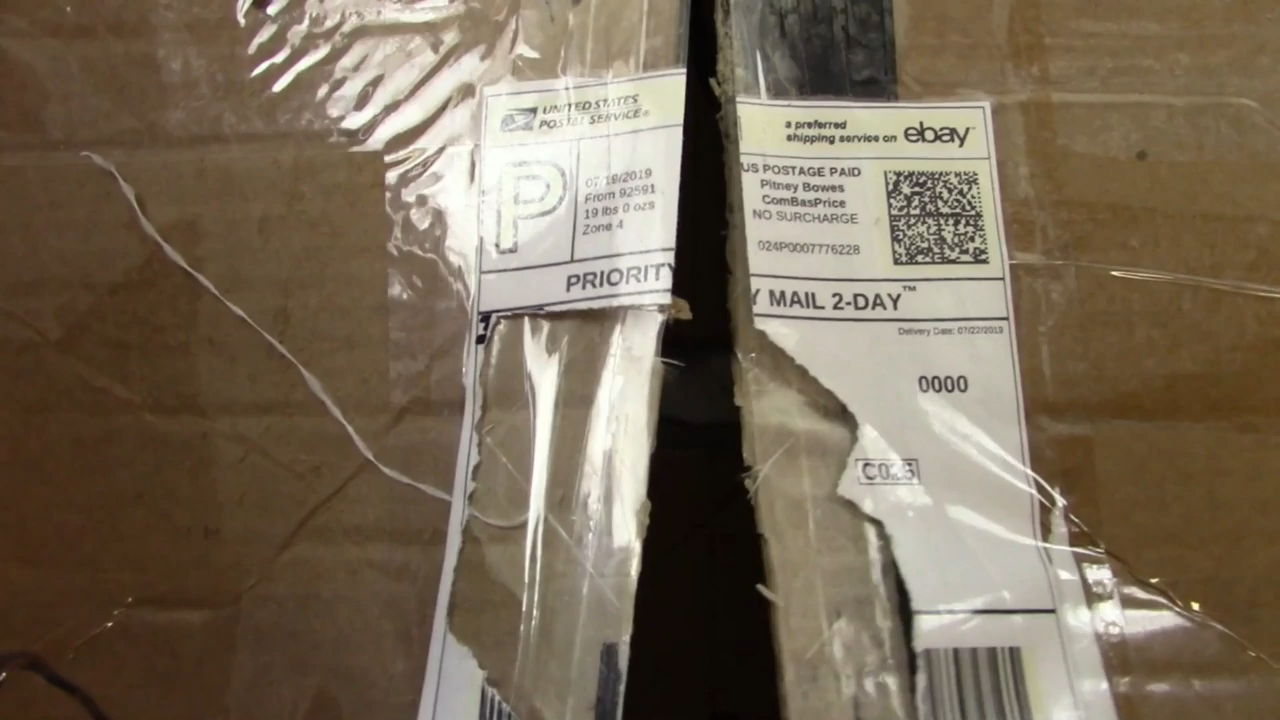 UNITED STATES
POSTAL SERVICE®
P
07/19/2019
From 92591
19 lbs 0 ozs
Zone 4
PRIORITY
a preferred
shipping service on ebay™
US POSTAGE PAID
Pitney Bowes
ComBasPrice
NO SURCHARGE
024P0007776228
Y MAIL 2-DAY™
Delivery Date: 07/22/2019
0000